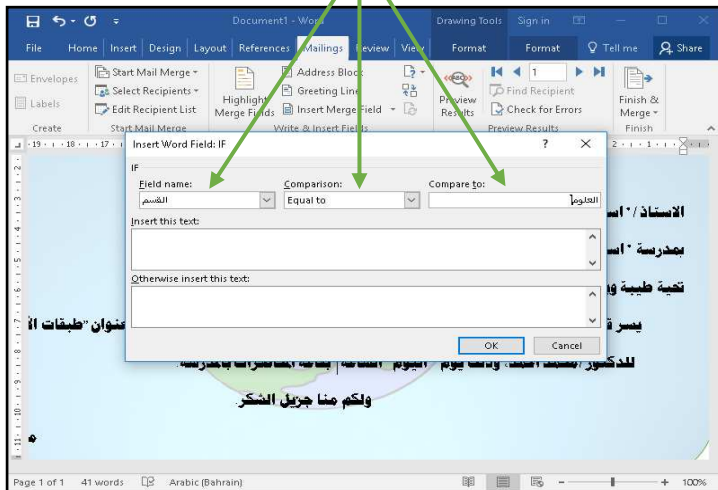 Document1 - Word
Drawing Tools
Sign in
File Home Insert Design Layout References Mailings Review View Format Format Tell me Share
Envelopes
Labels
Create
Start Mail Merge
Select Recipients
Edit Recipient List
Start Mail Merge
Highlight Merge Fields
Address Block
Greeting Line
Insert Merge Field
Write & Insert Fields
Preview Results
1
Find Recipient
Check for Errors
Preview Results
Finish & Merge
Finish
Insert Word Field: IF
?
IF
Field name:
Comparison:
Compare to:
القسم
Equal to
العلوم
Insert this text:
Otherwise insert this text:
OK
Cancel
الاستاذ /
بمدرسة
تحية طيبة
يسر
للدكتور
ولكم منا جزيل الشكر.
Page 1 of 1
41 words
Arabic (Bahrain)
100%